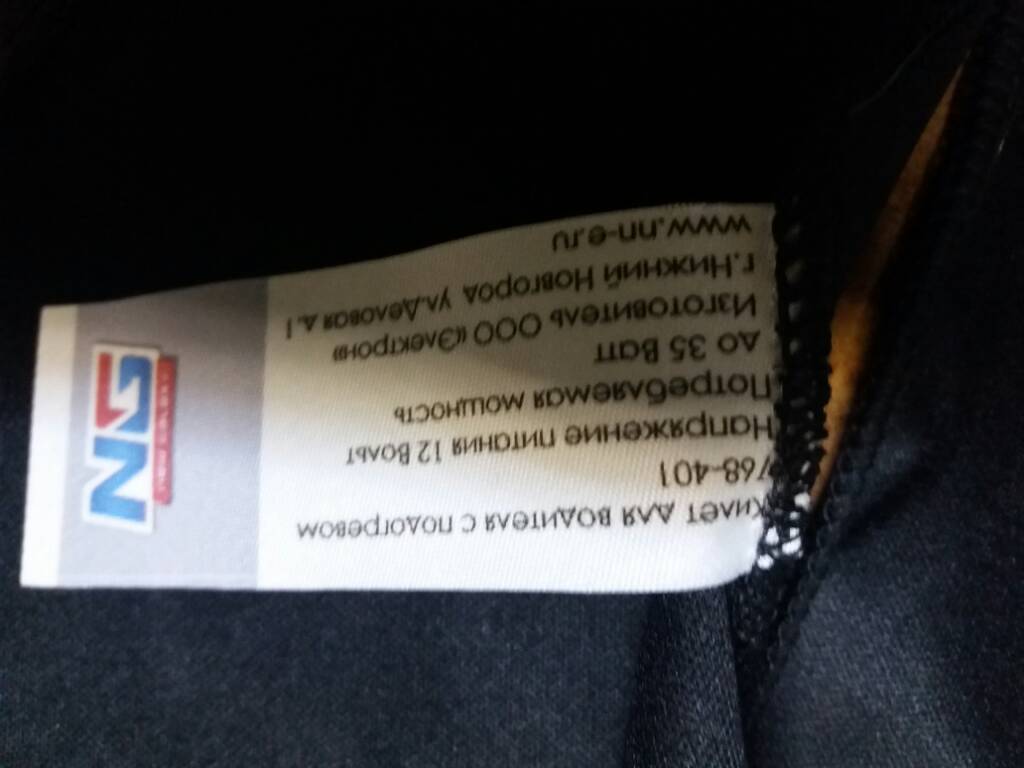 жилет для водителя с подогревом
768-401
Напряжение питания 12 Вольт
Потребляемая мощность
до 35 Ватт
Изготовитель ООО «Электрон»
г.Нижний Новгород ул.Деловая д.1
www.nn-e.ru
NG